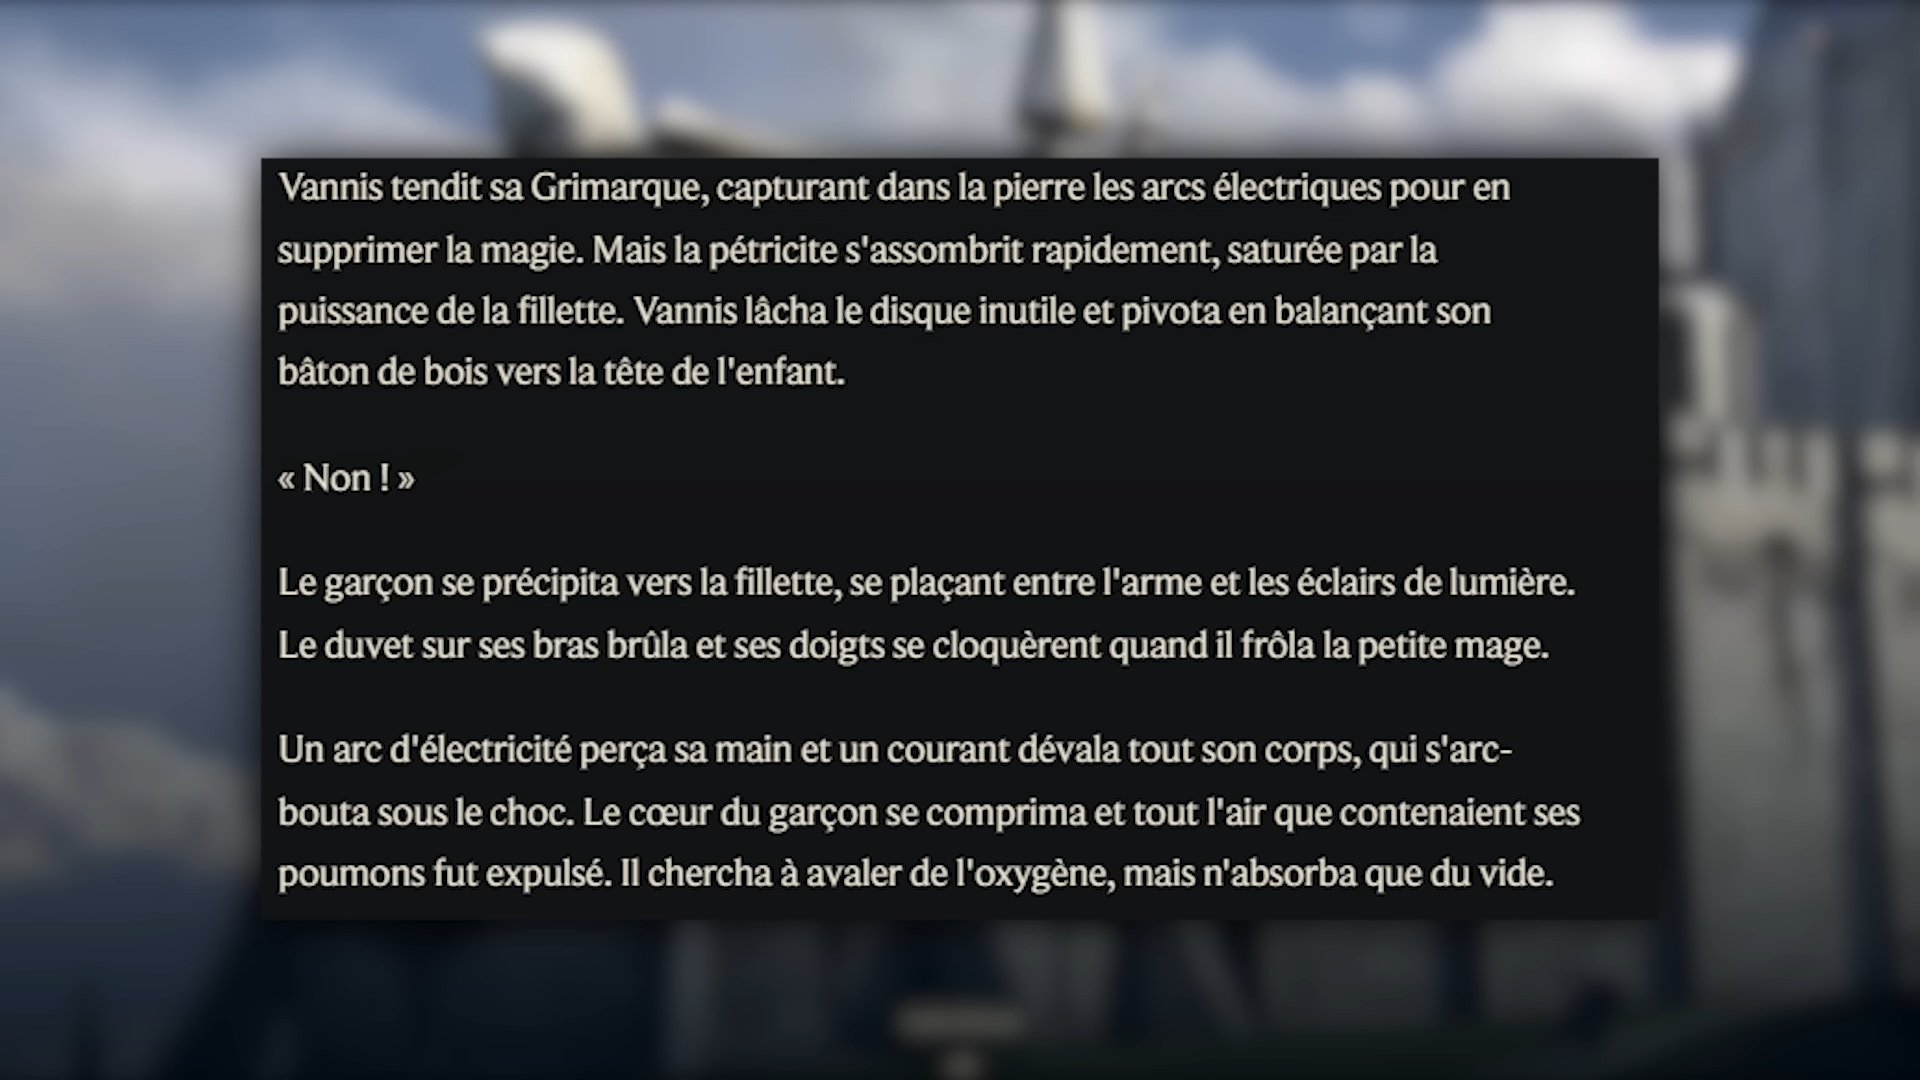 Vannis tendit sa Grimarque, capturant dans la pierre les arcs électriques pour en
supprimer la magie. Mais la pétricite s'assombrit rapidement, saturée par la
puissance de la fillette. Vannis lâcha le disque inutile et pivota en balançant son
bâton de bois vers la tête de l'enfant.
« Non ! »
Le garçon se précipita vers la fillette, se plaçant entre l'arme et les éclairs de lumière.
Le duvet sur ses bras brûla et ses doigts se cloquèrent quand il frôla la petite mage.
Un arc d'électricité perça sa main et un courant dévala tout son corps, qui s'arc-
bouta sous le choc. Le cœur du garçon se comprima et tout l'air que contenaient ses
poumons fut expulsé. Il chercha à avaler de l'oxygène, mais n'absorba que du vide.